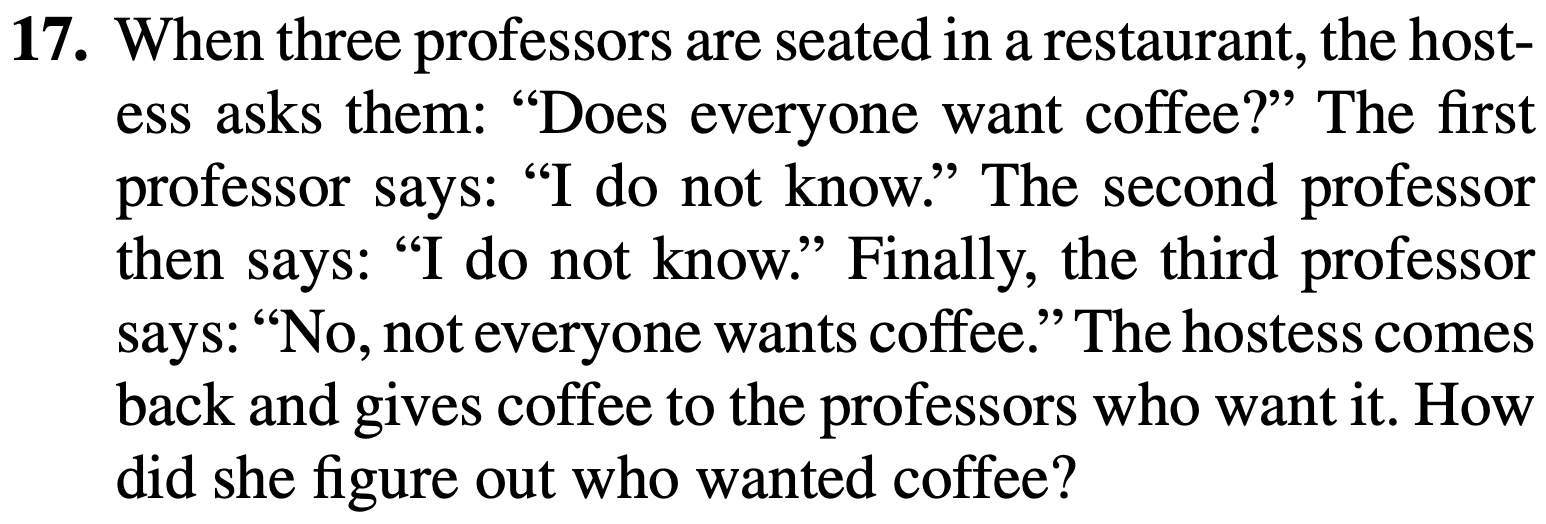 17. When three professors are seated in a restaurant, the host-
ess asks them: “Does everyone want coffee?” The first
professor says: “I do not know.” The second professor
then says: “I do not know.” Finally, the third professor
says: “No, not everyone wants coffee.” The hostess comes
back and gives coffee to the professors who want it. How
did she figure out who wanted coffee?